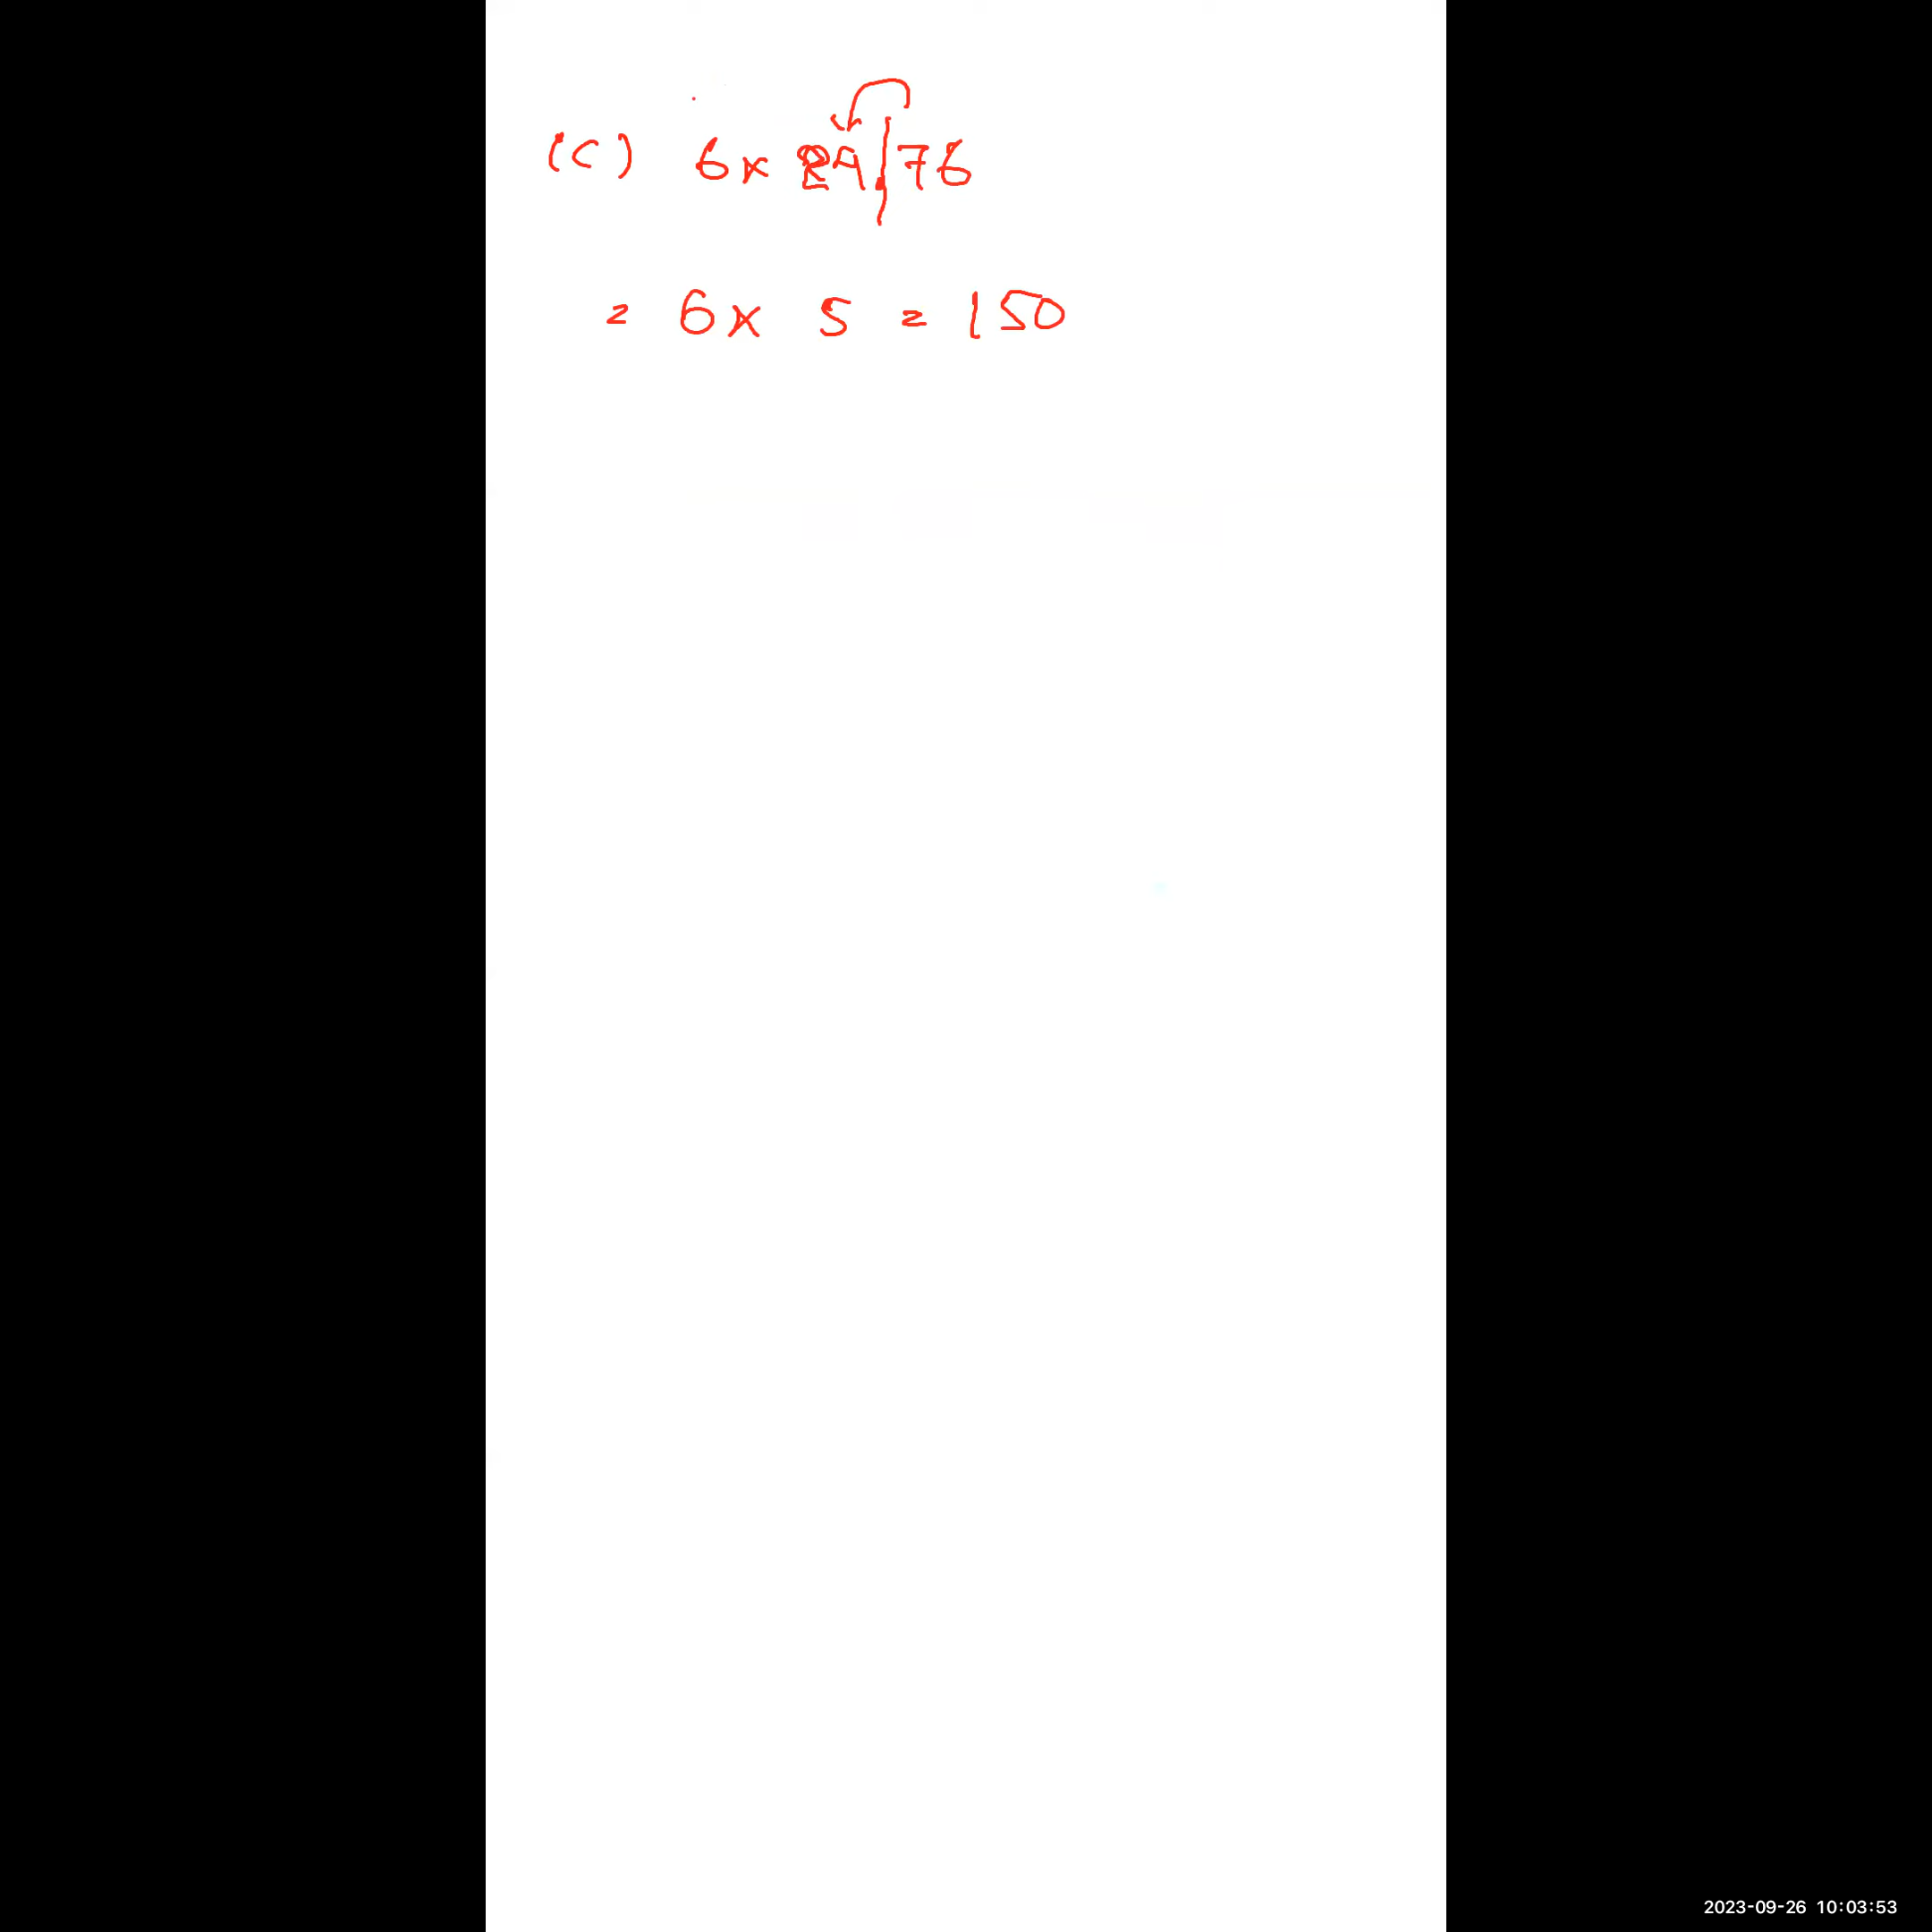 (c) 6 x 24.76
= 6 x 5 = 150
2023-09-26 10:03:53